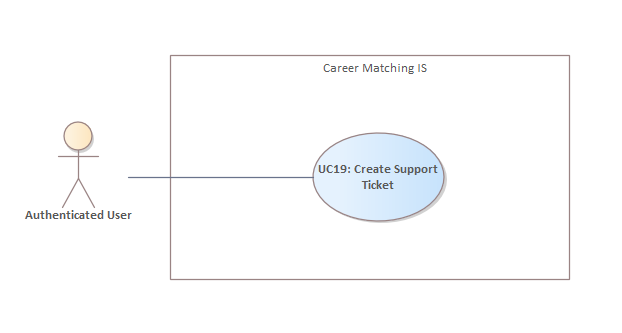 Career Matching IS
UC19: Create Support
Ticket
Authenticated User